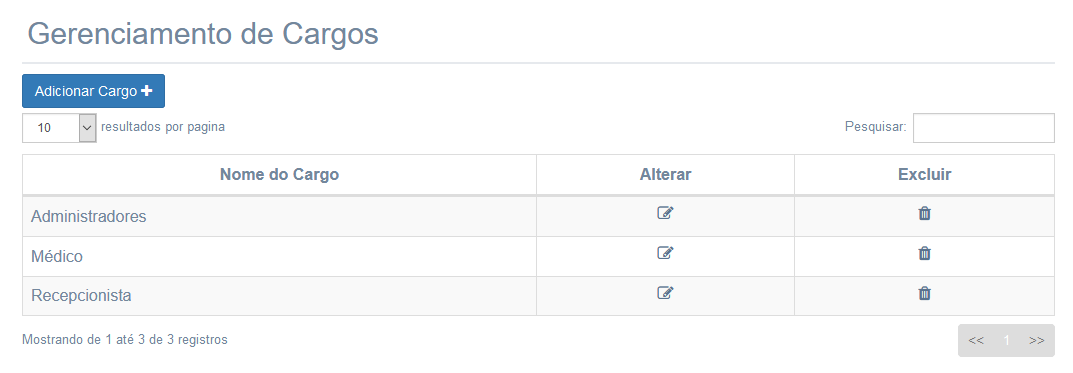 Gerenciamento de Cargos
Adicionar Cargo +
10 resultados por pagina Pesquisar:
Nome do Cargo Alterar Excluir
Administradores
Médico
Recepcionista
Mostrando de 1 até 3 de 3 registros << 1 >>